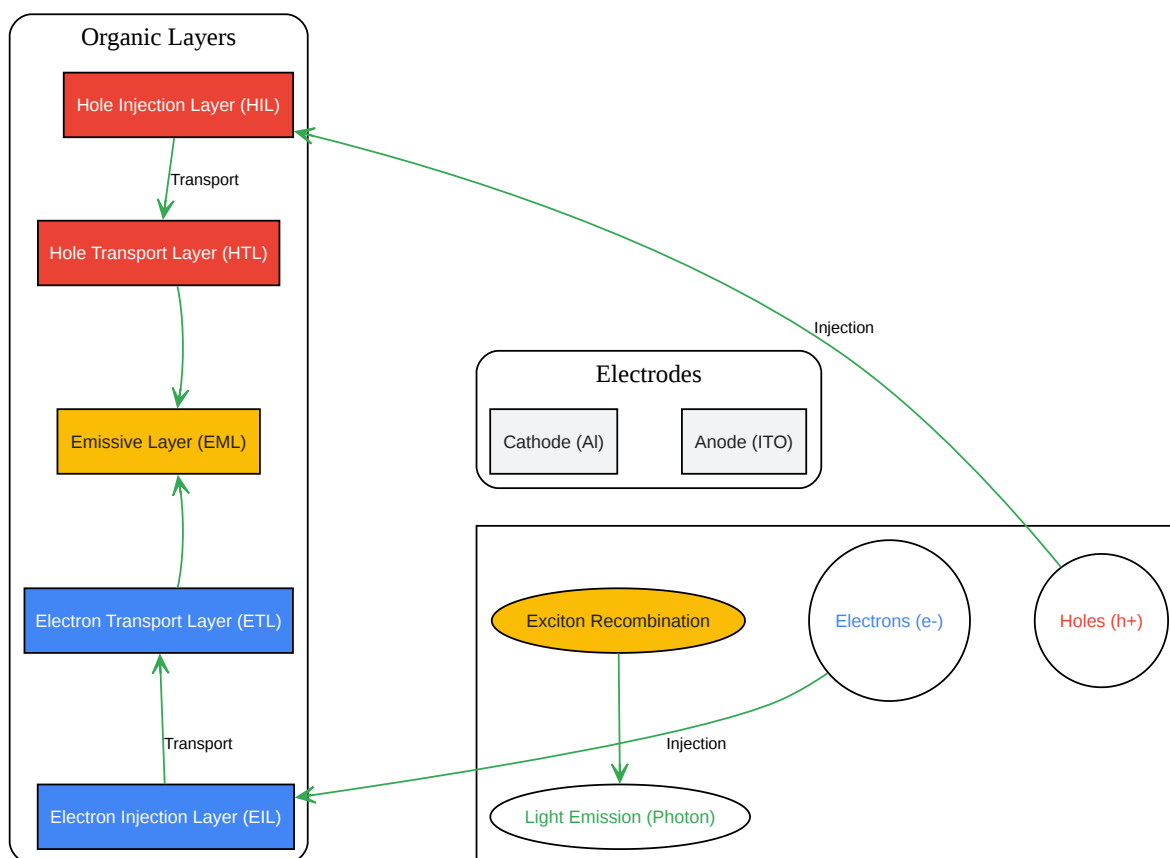 Organic Layers
Hole Injection Layer (HIL)
Transport
Hole Transport Layer (HTL)
Emissive Layer (EML)
Electron Transport Layer (ETL)
Transport
Electron Injection Layer (EIL)
Injection
Electrodes
Cathode (Al)
Anode (ITO)
Exciton Recombination
Electrons (e-)
Holes (h+)
Injection
Light Emission (Photon)